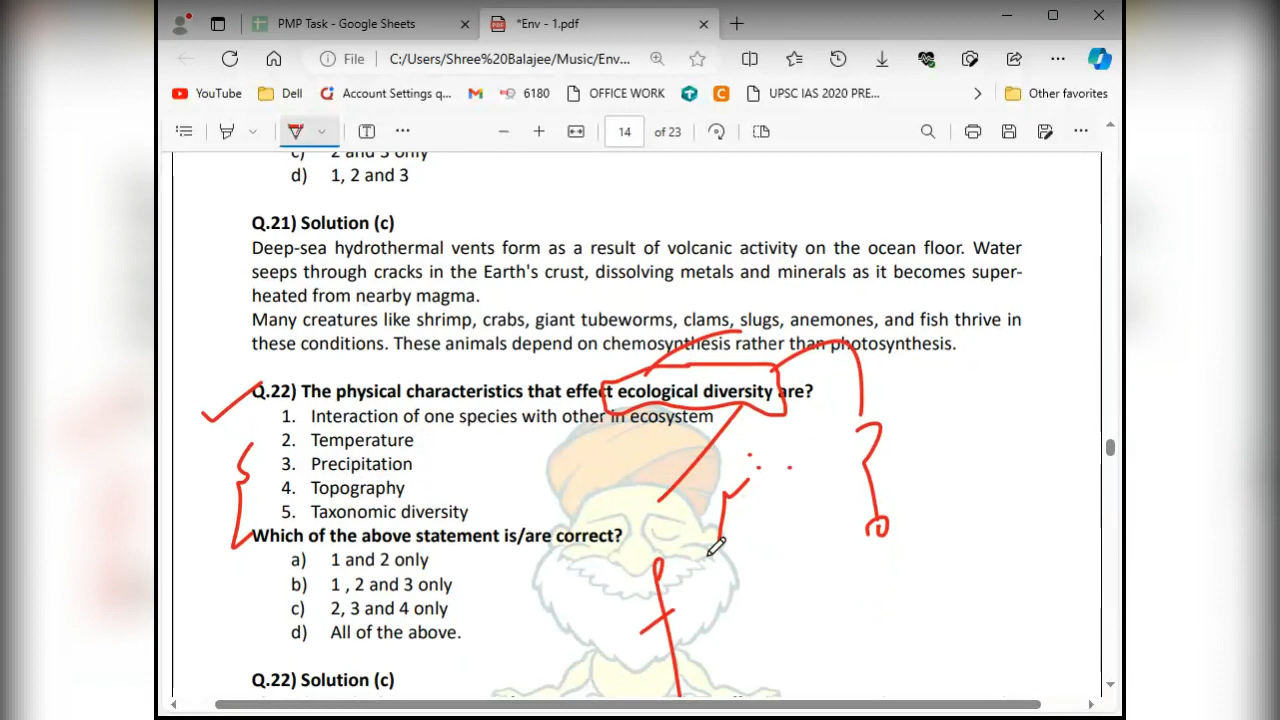 PMP Task - Google Sheets
*Env - 1.pdf
File C:/Users/Shree%20Balajee/Music/Env...
YouTube Dell Account Settings q... 6180 OFFICE WORK UPSC IAS 2020 PRE... Other favorites
14 of 23
c) 2 and 3 only
d) 1, 2 and 3
Q.21) Solution (c)
Deep-sea hydrothermal vents form as a result of volcanic activity on the ocean floor. Water
seeps through cracks in the Earth's crust, dissolving metals and minerals as it becomes super-
heated from nearby magma.
Many creatures like shrimp, crabs, giant tubeworms, clams, slugs, anemones, and fish thrive in
these conditions. These animals depend on chemosynthesis rather than photosynthesis.
Q.22) The physical characteristics that effect ecological diversity are?
1. Interaction of one species with other in ecosystem
2. Temperature
3. Precipitation
4. Topography
5. Taxonomic diversity
Which of the above statement is/are correct?
a) 1 and 2 only
b) 1 , 2 and 3 only
c) 2, 3 and 4 only
d) All of the above.
Q.22) Solution (c)